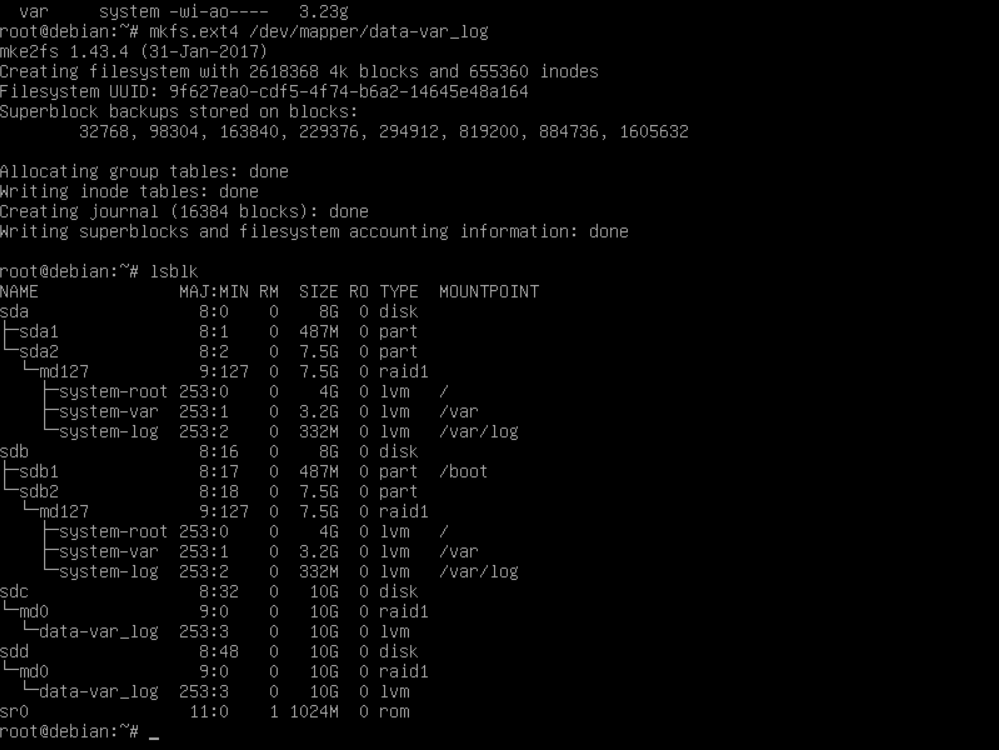 var      system -wi-ao----   3.23g
root@debian:~# mkfs.ext4 /dev/mapper/data-var_log
mke2fs 1.43.4 (31-Jan-2017)
Creating filesystem with 2618368 4k blocks and 655360 inodes
Filesystem UUID: 9f627ea0-cdf5-4f74-b6a2-14645e48a164
Superblock backups stored on blocks:
        32768, 98304, 163840, 229376, 294912, 819200, 884736, 1605632
Allocating group tables: done
Writing inode tables: done
Creating journal (16384 blocks): done
Writing superblocks and filesystem accounting information: done
root@debian:~# lsblk
NAME              MAJ:MIN RM  SIZE RO TYPE  MOUNTPOINT
sda                 8:0    0    8G  0 disk
├─sda1              8:1    0  487M  0 part
└─sda2              8:2    0  7.5G  0 part
  └─md127           9:127  0  7.5G  0 raid1
    ├─system-root 253:0    0    4G  0 lvm   /
    ├─system-var  253:1    0  3.2G  0 lvm   /var
    └─system-log  253:2    0  332M  0 lvm   /var/log
sdb                 8:16   0    8G  0 disk
├─sdb1              8:17   0  487M  0 part  /boot
└─sdb2              8:18   0  7.5G  0 part
  └─md127           9:127  0  7.5G  0 raid1
    ├─system-root 253:0    0    4G  0 lvm   /
    ├─system-var  253:1    0  3.2G  0 lvm   /var
    └─system-log  253:2    0  332M  0 lvm   /var/log
sdc                 8:32   0   10G  0 disk
└─md0               9:0    0   10G  0 raid1
  └─data-var_log  253:3    0   10G  0 lvm
sdd                 8:48   0   10G  0 disk
└─md0               9:0    0   10G  0 raid1
  └─data-var_log  253:3    0   10G  0 lvm
sr0                11:0    1 1024M  0 rom
root@debian:~# _